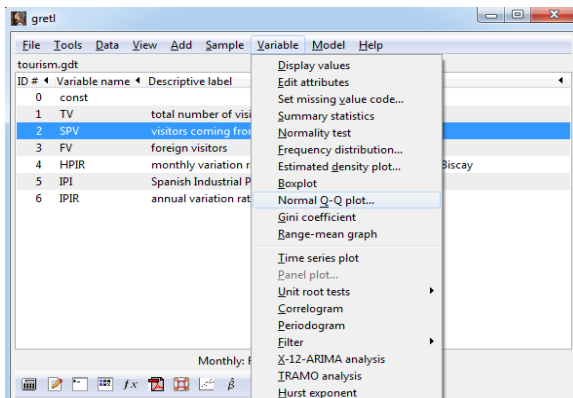 gretl
File Tools Data View Add Sample Variable Model Help
tourism.gdt
ID # Variable name Descriptive label
0 const
1 TV total number of visi
2 SPV visitors coming fror
3 FV foreign visitors
4 HPIR monthly variation r Biscay
5 IPI Spanish Industrial P
6 IPIR annual variation rat
Monthly: F
Display values
Edit attributes
Set missing value code...
Summary statistics
Normality test
Frequency distribution...
Estimated density plot...
Boxplot
Normal Q-Q plot...
Gini coefficient
Range-mean graph
Time series plot
Panel plot...
Unit root tests
Correlogram
Periodogram
Filter
X-12-ARIMA analysis
TRAMO analysis
Hurst exponent
fx β̂